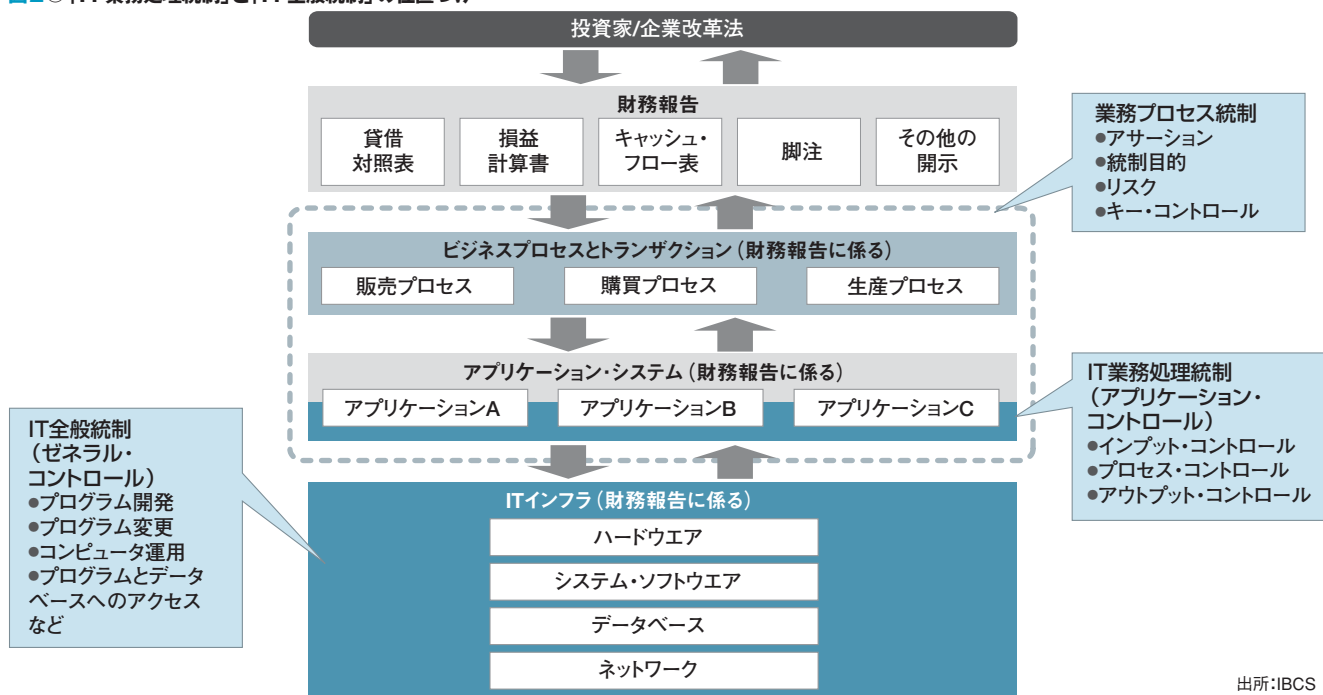 投資家/企業改革法
財務報告
貸借
対照表
損益
計算書
キャッシュ・
フロー表
脚注
その他の
開示
業務プロセス統制
●アサーション
●統制目的
●リスク
●キー・コントロール
ビジネスプロセスとトランザクション（財務報告に係る）
販売プロセス
購買プロセス
生産プロセス
アプリケーション・システム（財務報告に係る）
アプリケーションA
アプリケーションB
アプリケーションC
IT業務処理統制
（アプリケーション・
コントロール）
●インプット・コントロール
●プロセス・コントロール
●アウトプット・コントロール
IT全般統制
（ゼネラル・
コントロール）
●プログラム開発
●プログラム変更
●コンピュータ運用
●プログラムとデータ
ベースへのアクセス
など
ITインフラ（財務報告に係る）
ハードウエア
システム・ソフトウエア
データベース
ネットワーク
出所：IBCS